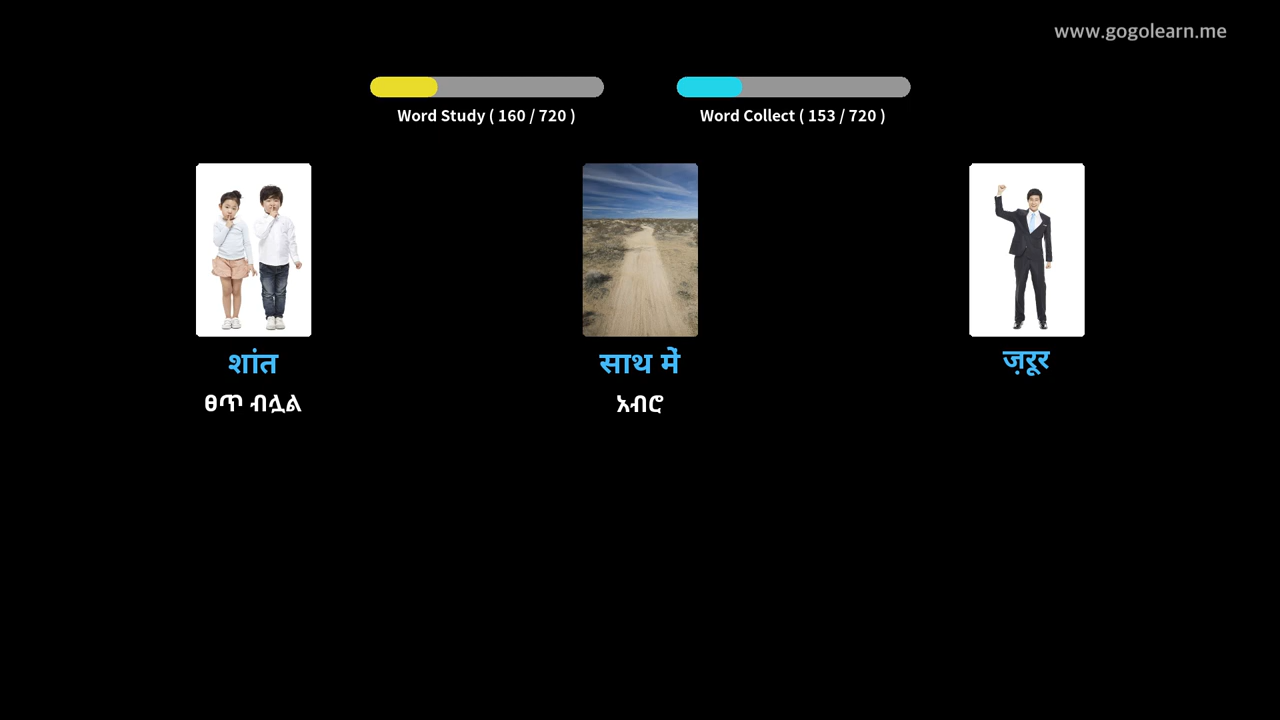 www.gogolearn.me
Word Study ( 160 / 720 )
Word Collect ( 153 / 720 )
शांत
साथ में
ज़रूर
ፀጥ ብሏል
አብሮ